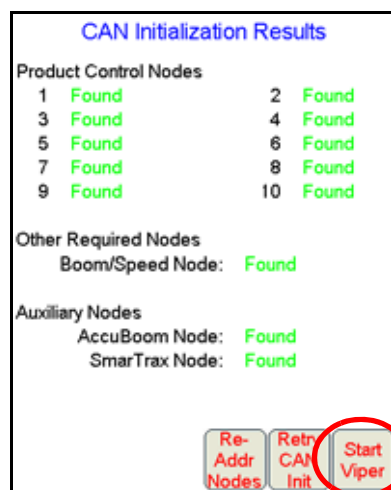 CAN Initialization Results
Product Control Nodes
1 Found 2 Found
3 Found 4 Found
5 Found 6 Found
7 Found 8 Found
9 Found 10 Found
Other Required Nodes
Boom/Speed Node: Found
Auxiliary Nodes
AccuBoom Node: Found
SmarTrax Node: Found
Re-
Addr
Nodes
Retry
CAN
Init
Start
Viper